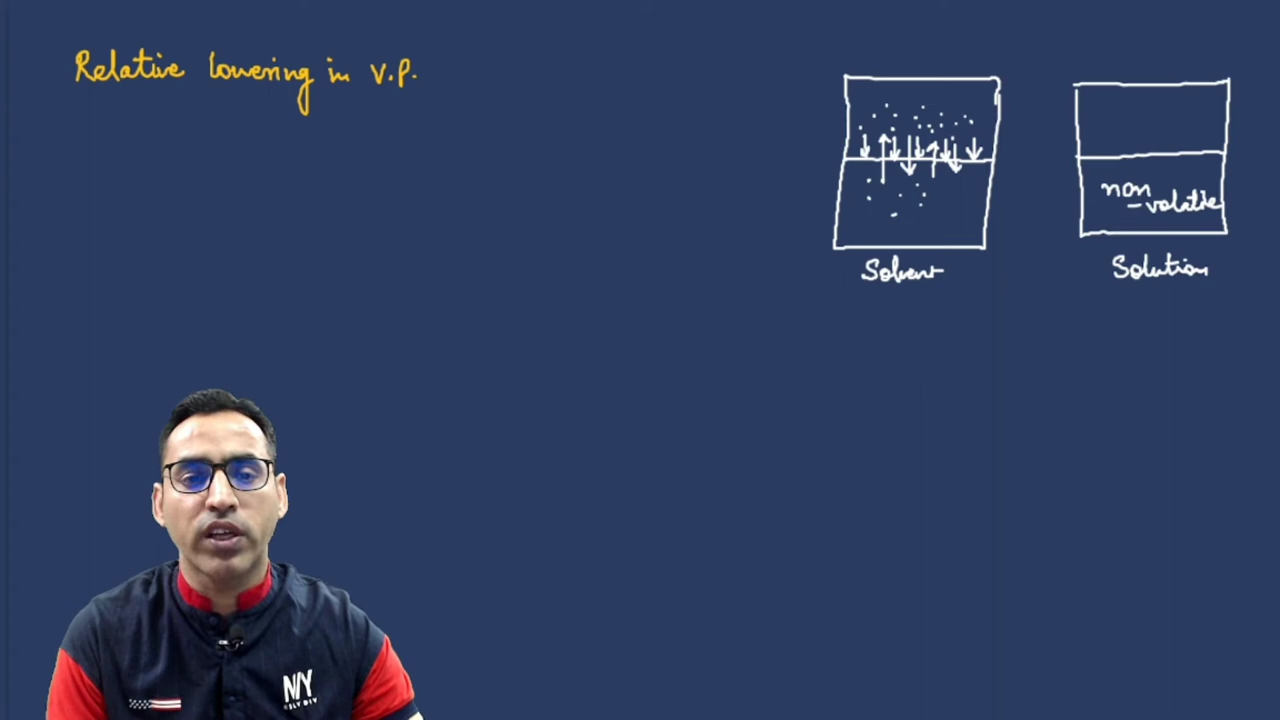 Relative lowering in V.P.
non
-volatile
Solvent
Solution
N/Y